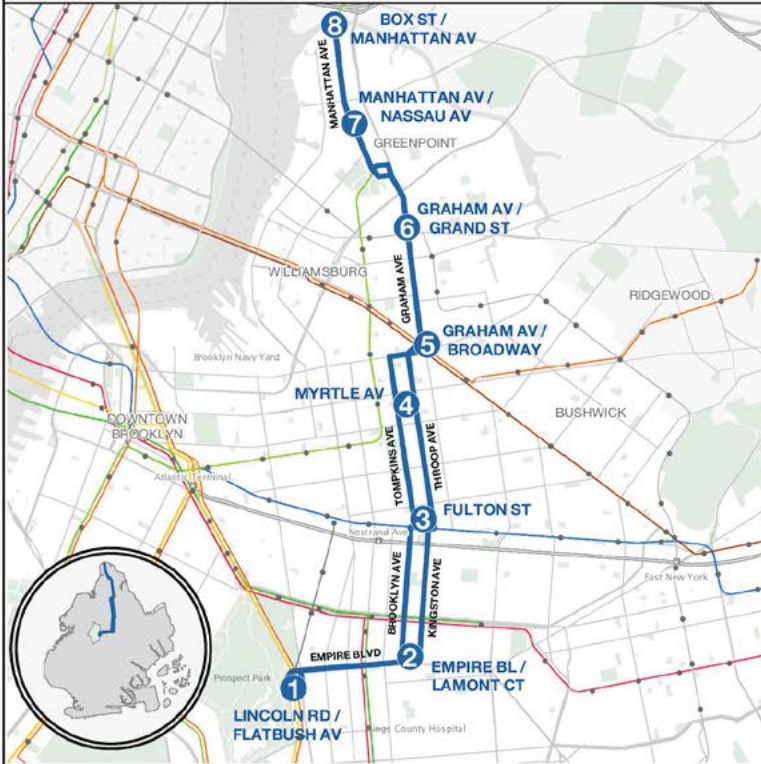 8
BOX ST /
MANHATTAN AV
MANHATTAN AVE
7
MANHATTAN AV /
NASSAU AV
GREENPOINT
6
GRAHAM AV /
GRAND ST
WILLIAMSBURG
GRAHAM AVE
RIDGEWOOD
5
GRAHAM AV /
BROADWAY
Brooklyn Navy Yard
MYRTLE AV
4
BUSHWICK
DOWNTOWN
BROOKLYN
TOMPKINS AVE
THROOP AVE
Atlantic Terminal
3
FULTON ST
Nostrand Ave
East New York
BROOKLYN AVE
KINGSTON AVE
EMPIRE BLVD
2
EMPIRE BL /
LAMONT CT
Prospect Park
1
LINCOLN RD /
FLATBUSH AV
Kings County Hospital